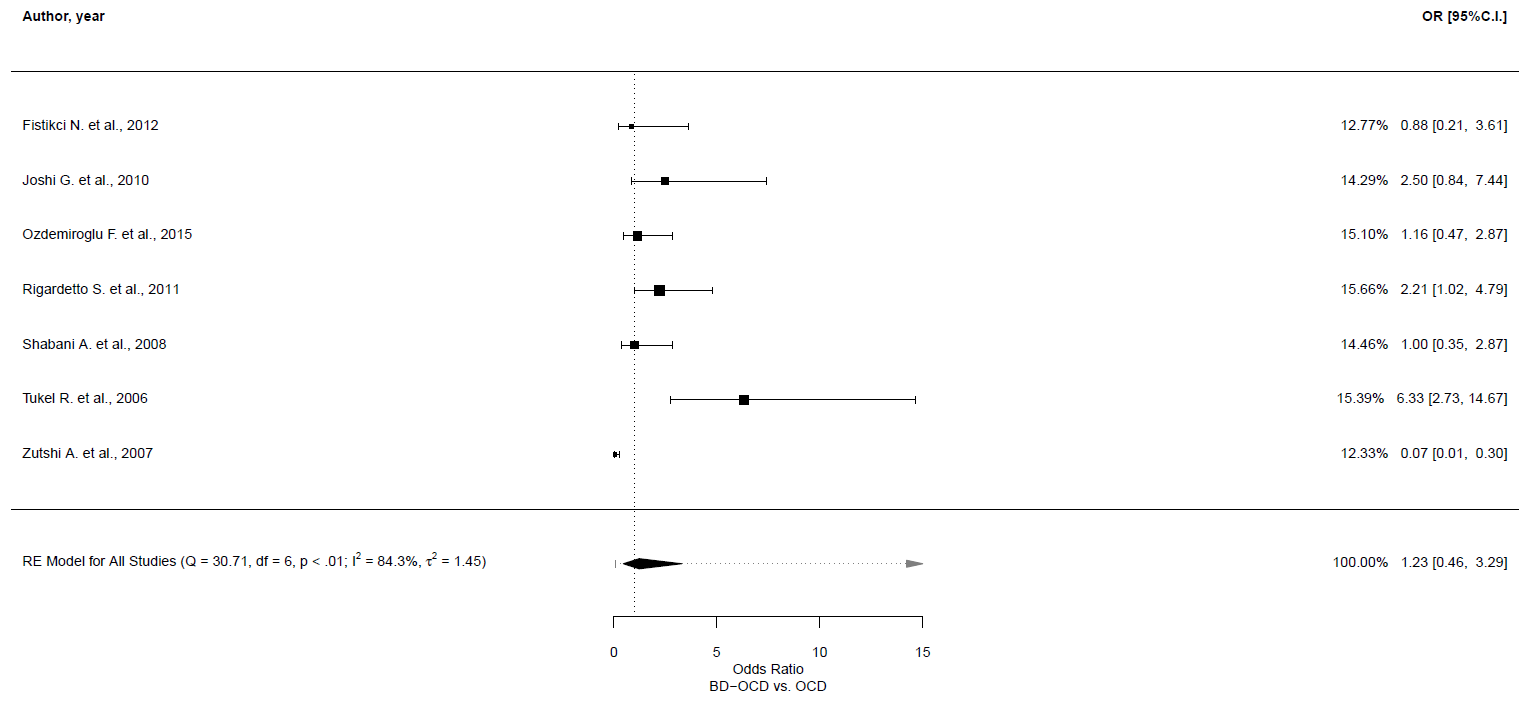 Author, year OR [95%C.I.]
Fistikci N. et al., 2012 12.77% 0.88 [0.21, 3.61]
Joshi G. et al., 2010 14.29% 2.50 [0.84, 7.44]
Ozdemiroglu F. et al., 2015 15.10% 1.16 [0.47, 2.87]
Rigardetto S. et al., 2011 15.66% 2.21 [1.02, 4.79]
Shabani A. et al., 2008 14.46% 1.00 [0.35, 2.87]
Tukel R. et al., 2006 15.39% 6.33 [2.73, 14.67]
Zutshi A. et al., 2007 12.33% 0.07 [0.01, 0.30]
RE Model for All Studies (Q = 30.71, df = 6, p < .01; I² = 84.3%, τ² = 1.45) 100.00% 1.23 [0.46, 3.29]
0 5 10 15
Odds Ratio
BD−OCD vs. OCD